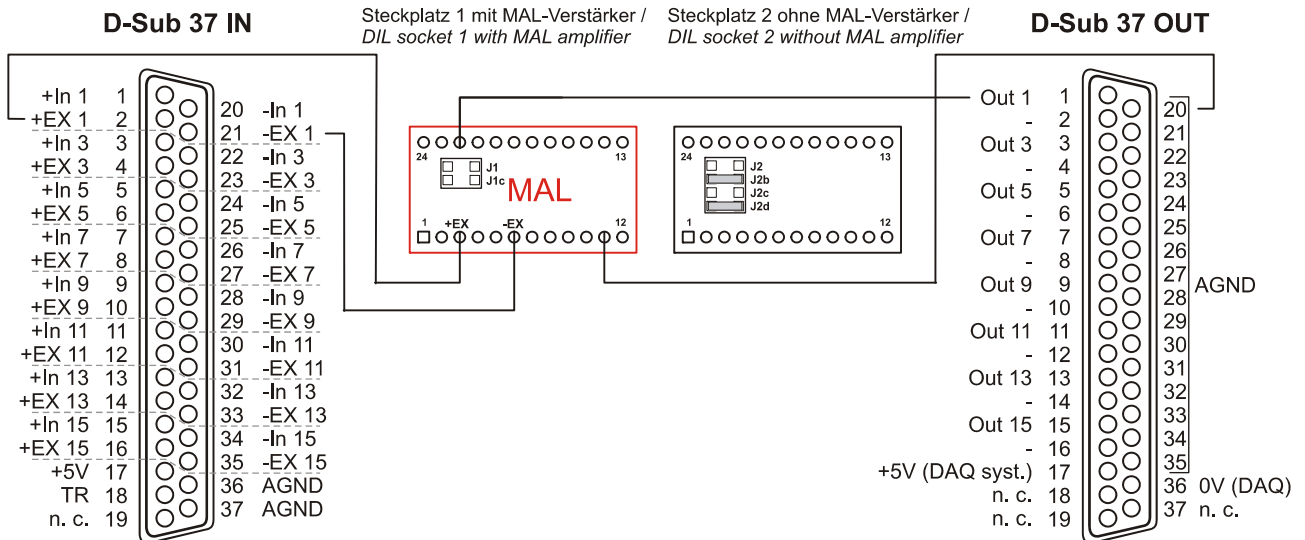 D-Sub 37 IN
Steckplatz 1 mit MAL-Verstärker /
DIL socket 1 with MAL amplifier
Steckplatz 2 ohne MAL-Verstärker /
DIL socket 2 without MAL amplifier
D-Sub 37 OUT
+In 1 1
+EX 1 2
+In 3 3
+EX 3 4
+In 5 5
+EX 5 6
+In 7 7
+EX 7 8
+In 9 9
+EX 9 10
+In 11 11
+EX 11 12
+In 13 13
+EX 13 14
+In 15 15
+EX 15 16
+5V 17
TR 18
n. c. 19
20 -In 1
21 -EX 1
22 -In 3
23 -EX 3
24 -In 5
25 -EX 5
26 -In 7
27 -EX 7
28 -In 9
29 -EX 9
30 -In 11
31 -EX 11
32 -In 13
33 -EX 13
34 -In 15
35 -EX 15
36 AGND
37 AGND
24 13
J1
J1c
MAL
+EX -EX
1 12
24 13
J2
J2b
J2c
J2d
1 12
Out 1 1
- 2
Out 3 3
- 4
Out 5 5
- 6
Out 7 7
- 8
Out 9 9
- 10
Out 11 11
- 12
Out 13 13
- 14
Out 15 15
- 16
+5V (DAQ syst.) 17
n. c. 18
n. c. 19
20
21
22
23
24
25
26
27
AGND
28
29
30
31
32
33
34
35
36 0V (DAQ)
37 n. c.